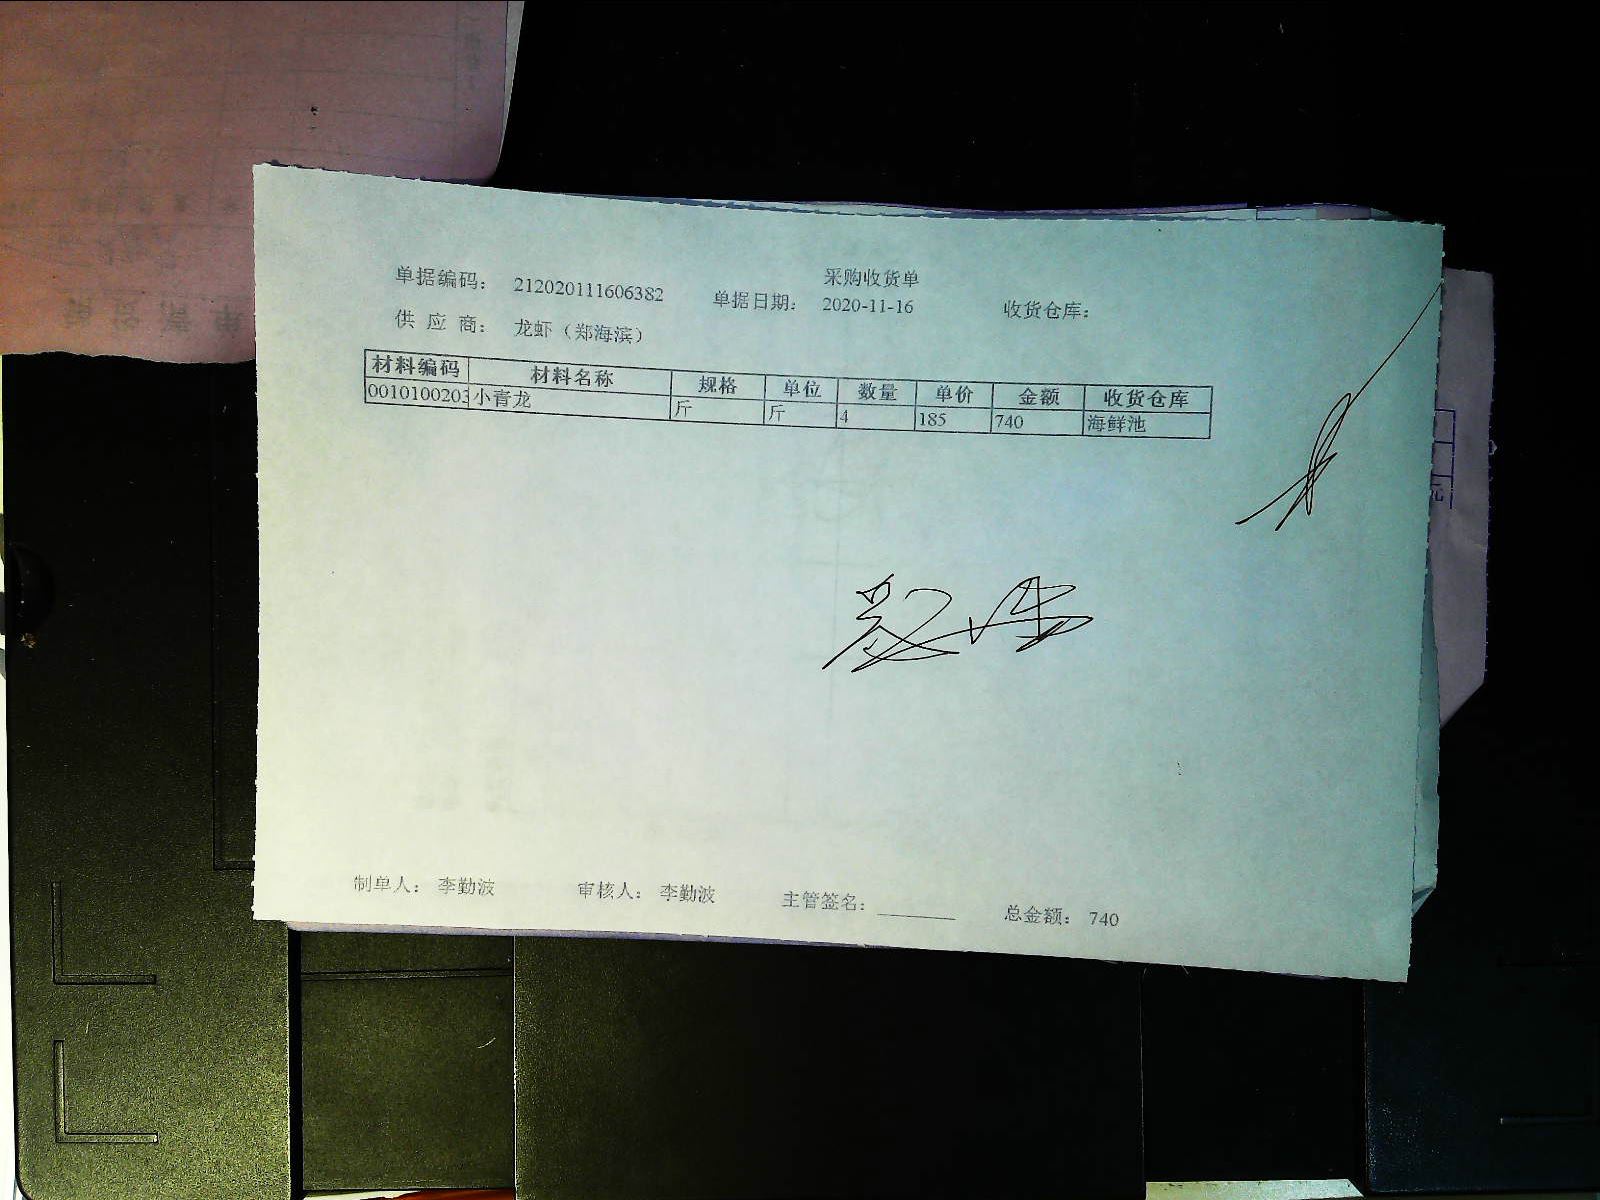 采购收货单
单据编码： 212020111606382 单据日期： 2020-11-16 收货仓库：
供 应 商： 龙虾（郑海滨）
材料编码 材料名称 规格 单位 数量 单价 金额 收货仓库
0010100203 小青龙 斤 斤 4 185 740 海鲜池
制单人： 李勤波 审核人： 李勤波 主管签名： 总金额： 740